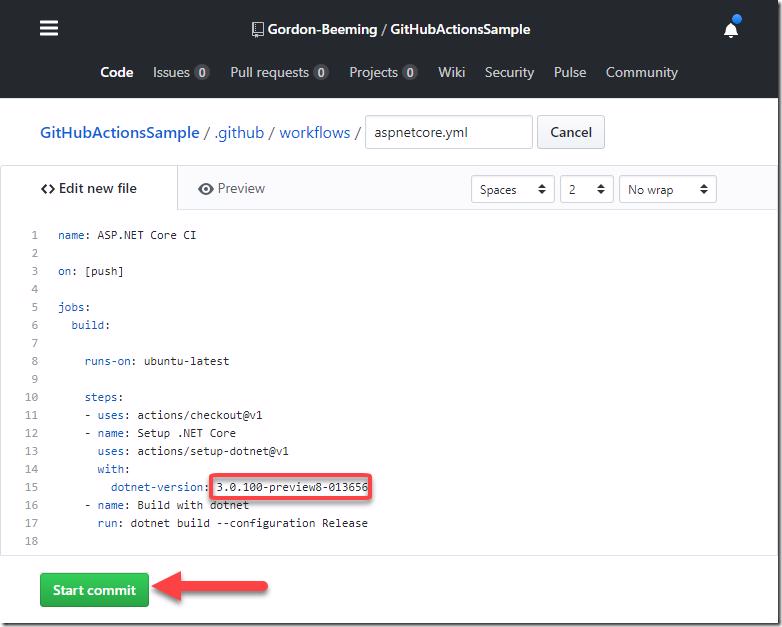 Gordon-Beeming / GitHubActionsSample
Code Issues 0 Pull requests 0 Projects 0 Wiki Security Pulse Community
GitHubActionsSample / .github / workflows / aspnetcore.yml Cancel
<> Edit new file Preview Spaces 2 No wrap
1 name: ASP.NET Core CI
2
3 on: [push]
4
5 jobs:
6 build:
7
8 runs-on: ubuntu-latest
9
10 steps:
11 - uses: actions/checkout@v1
12 - name: Setup .NET Core
13 uses: actions/setup-dotnet@v1
14 with:
15 dotnet-version: 3.0.100-preview8-013656
16 - name: Build with dotnet
17 run: dotnet build --configuration Release
18
Start commit